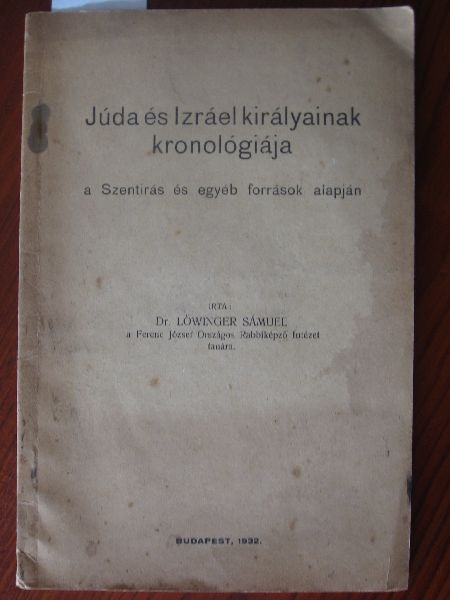 Júda és Izráel királyainak
kronológiája
a Szentirás és egyéb források alapján
IRTA:
Dr. LŐWINGER SÁMUEL
a Ferenc József Országos Rabbiképző Intézet
tanára.
BUDAPEST, 1932.